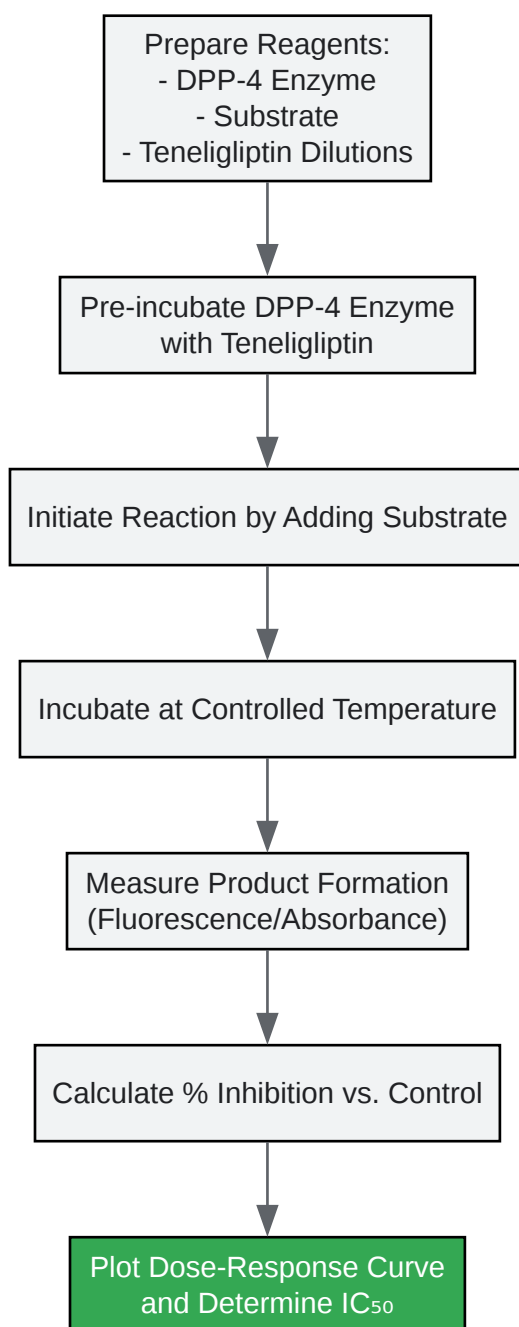 Prepare Reagents:
- DPP-4 Enzyme
- Substrate
- Teneligliptin Dilutions
Pre-incubate DPP-4 Enzyme
with Teneligliptin
Initiate Reaction by Adding Substrate
Incubate at Controlled Temperature
Measure Product Formation
(Fluorescence/Absorbance)
Calculate % Inhibition vs. Control
Plot Dose-Response Curve
and Determine IC₅₀